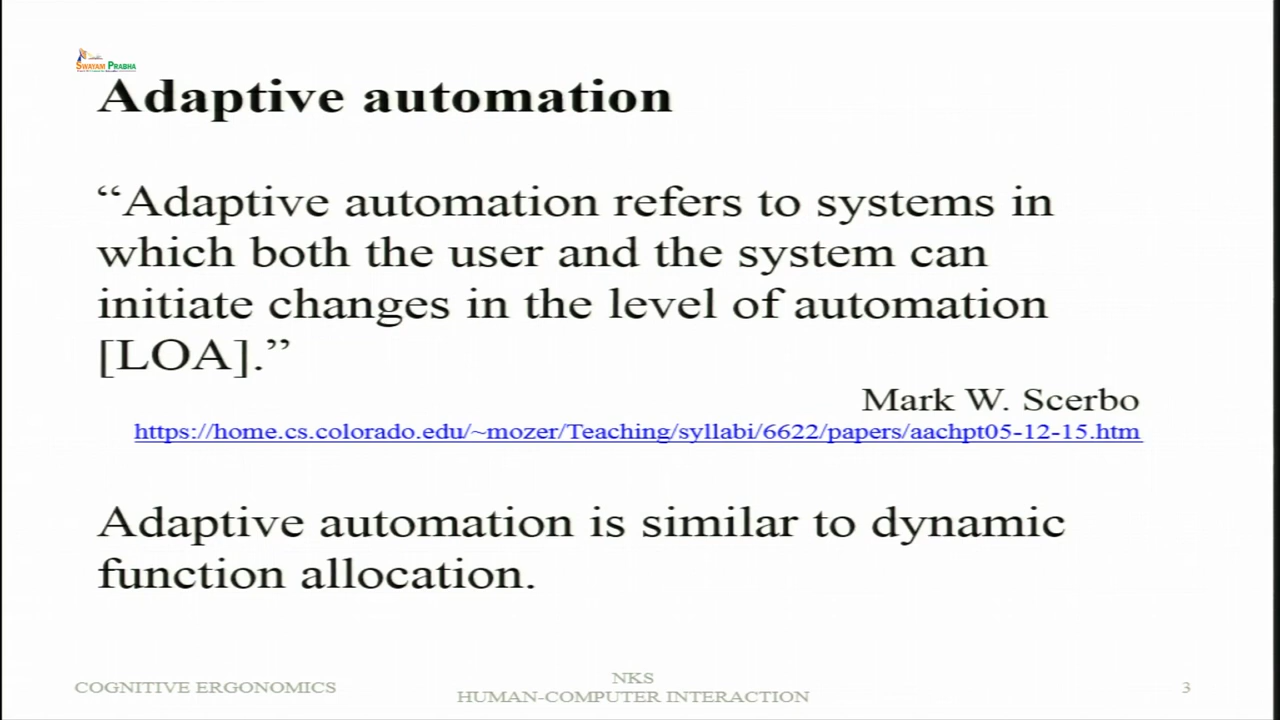 SWAYAM PRABHA
Adaptive automation
“Adaptive automation refers to systems in
which both the user and the system can
initiate changes in the level of automation
[LOA].”
Mark W. Scerbo
https://home.cs.colorado.edu/~mozer/Teaching/syllabi/6622/papers/aachpt05-12-15.htm
Adaptive automation is similar to dynamic
function allocation.
COGNITIVE ERGONOMICS
NKS
HUMAN-COMPUTER INTERACTION
3